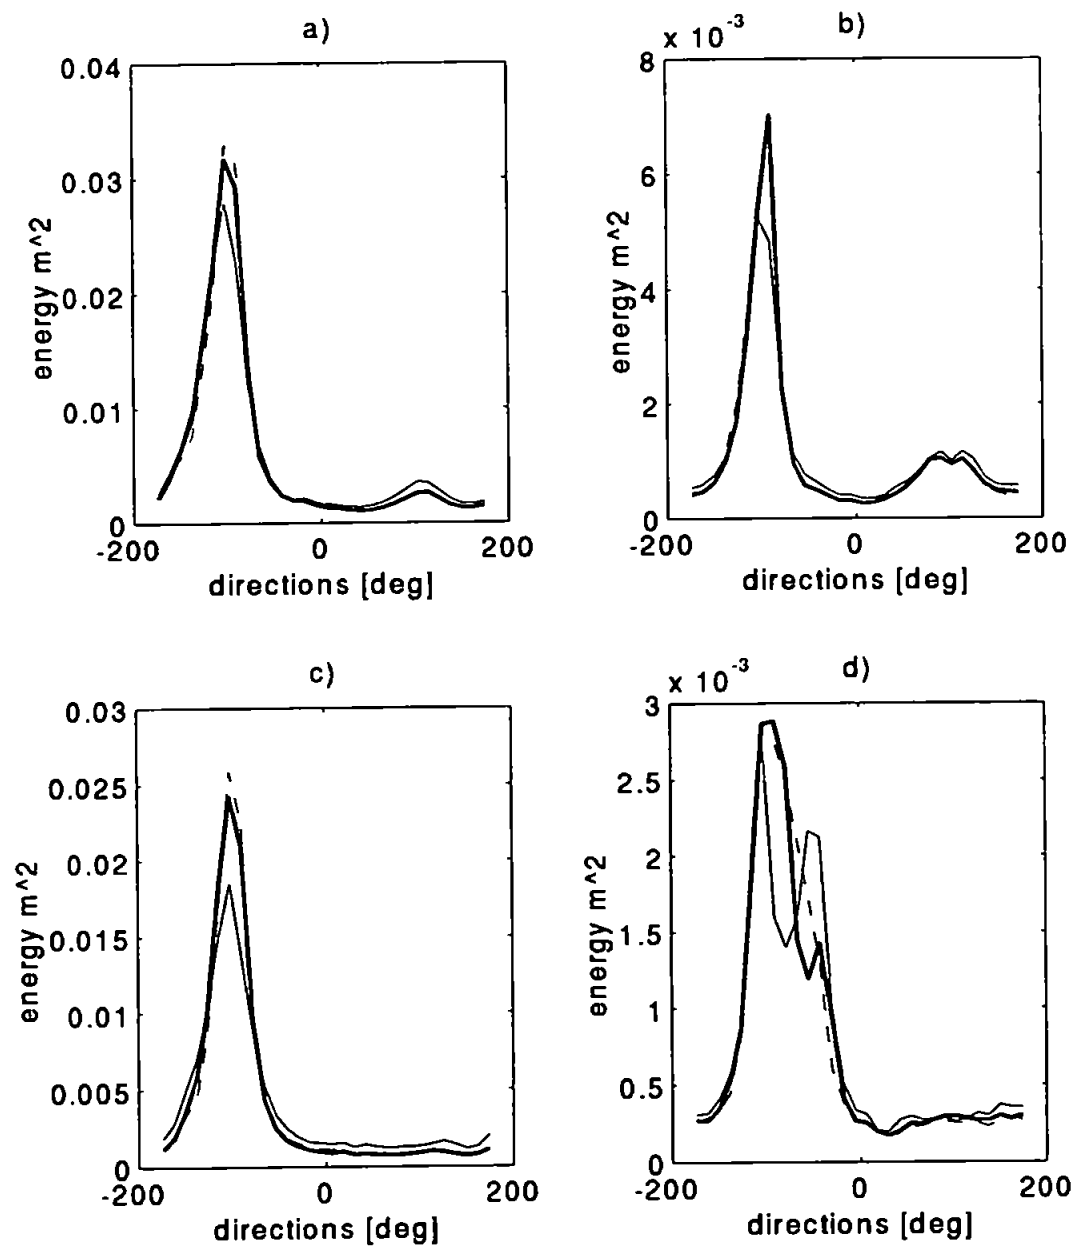 a)
0.04
0.03
0.02
0.01
0
-200
0
200
energy m^2
directions [deg]
b)
x 10^-3
8
6
4
2
0
-200
0
200
energy m^2
directions [deg]
c)
0.03
0.025
0.02
0.015
0.01
0.005
0
-200
0
200
energy m^2
directions [deg]
d)
x 10^-3
3
2.5
2
1.5
1
0.5
0
-200
0
200
energy m^2
directions [deg]